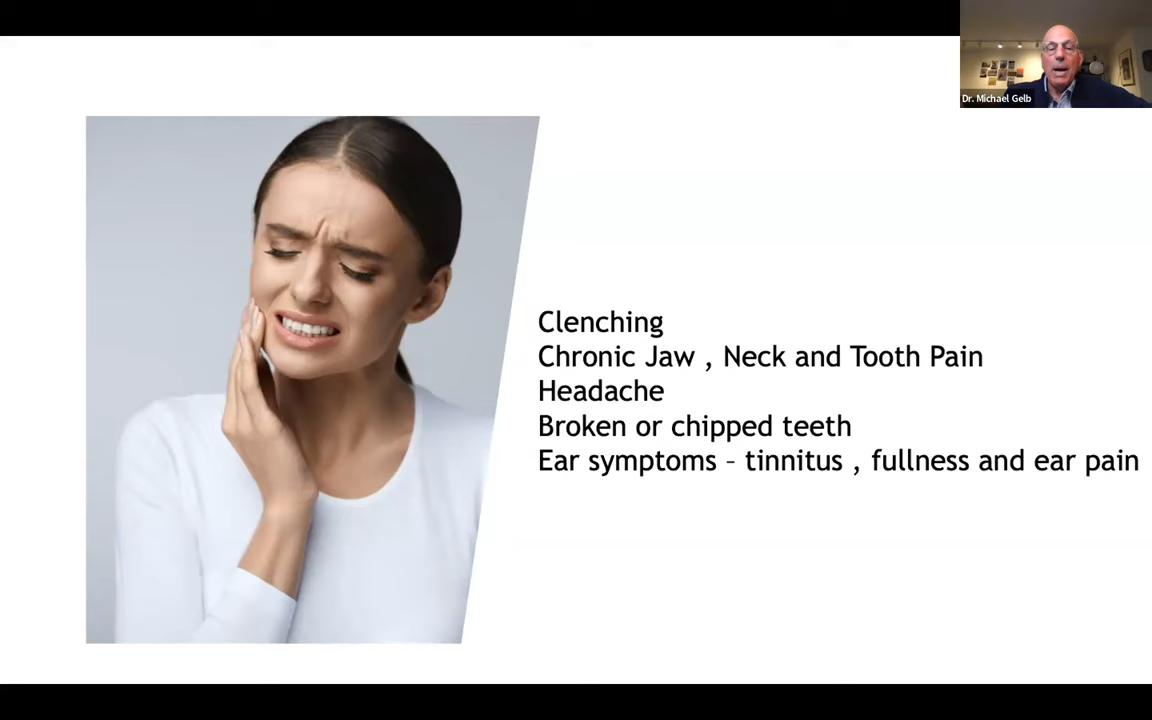 Dr. Michael Gelb
Clenching
Chronic Jaw , Neck and Tooth Pain
Headache
Broken or chipped teeth
Ear symptoms – tinnitus , fullness and ear pain